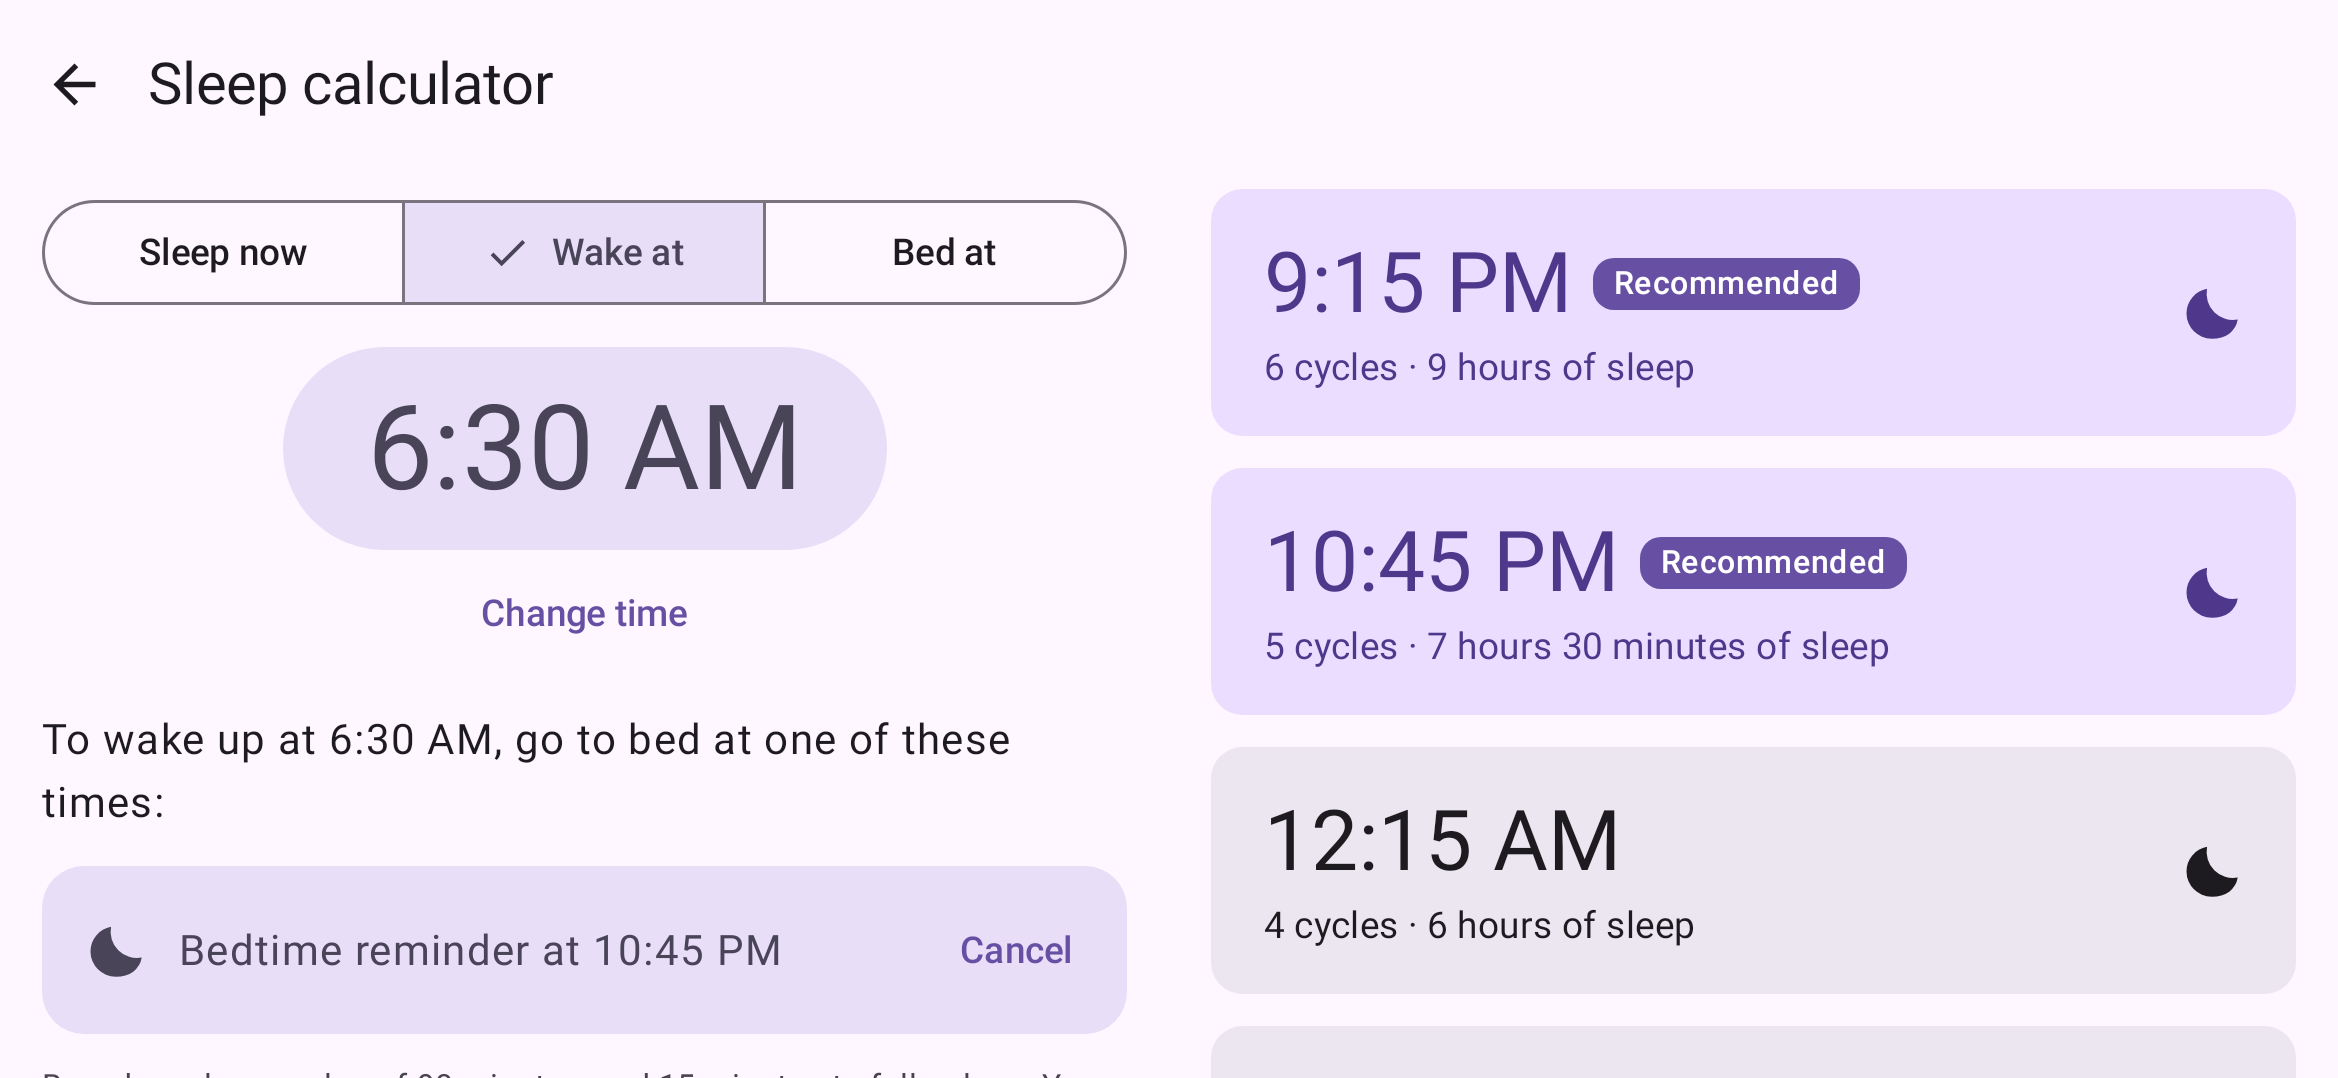 Sleep calculator
Sleep now
Wake at
Bed at
6:30 AM
Change time
To wake up at 6:30 AM, go to bed at one of these
times:
Bedtime reminder at 10:45 PM
Cancel
9:15 PM
Recommended
6 cycles · 9 hours of sleep
10:45 PM
Recommended
5 cycles · 7 hours 30 minutes of sleep
12:15 AM
4 cycles · 6 hours of sleep